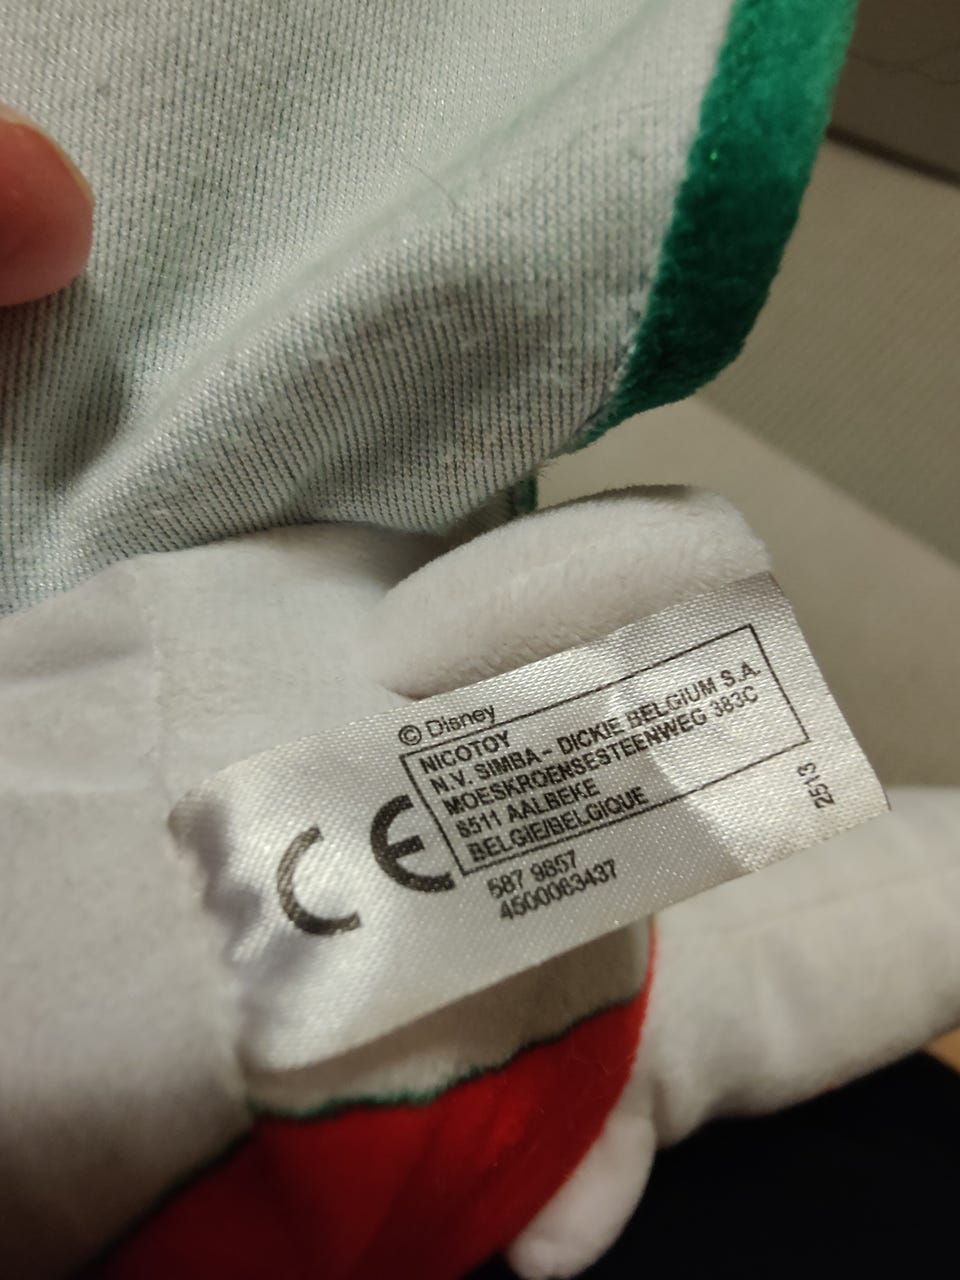 © Disney
NICOTOY
N.V. SIMBA - DICKIE BELGIUM S.A.
MOESKROENSESTEENWEG 383C
8511 AALBEKE
BELGIE/BELGIQUE
CE
587 9857
4500063437
2513